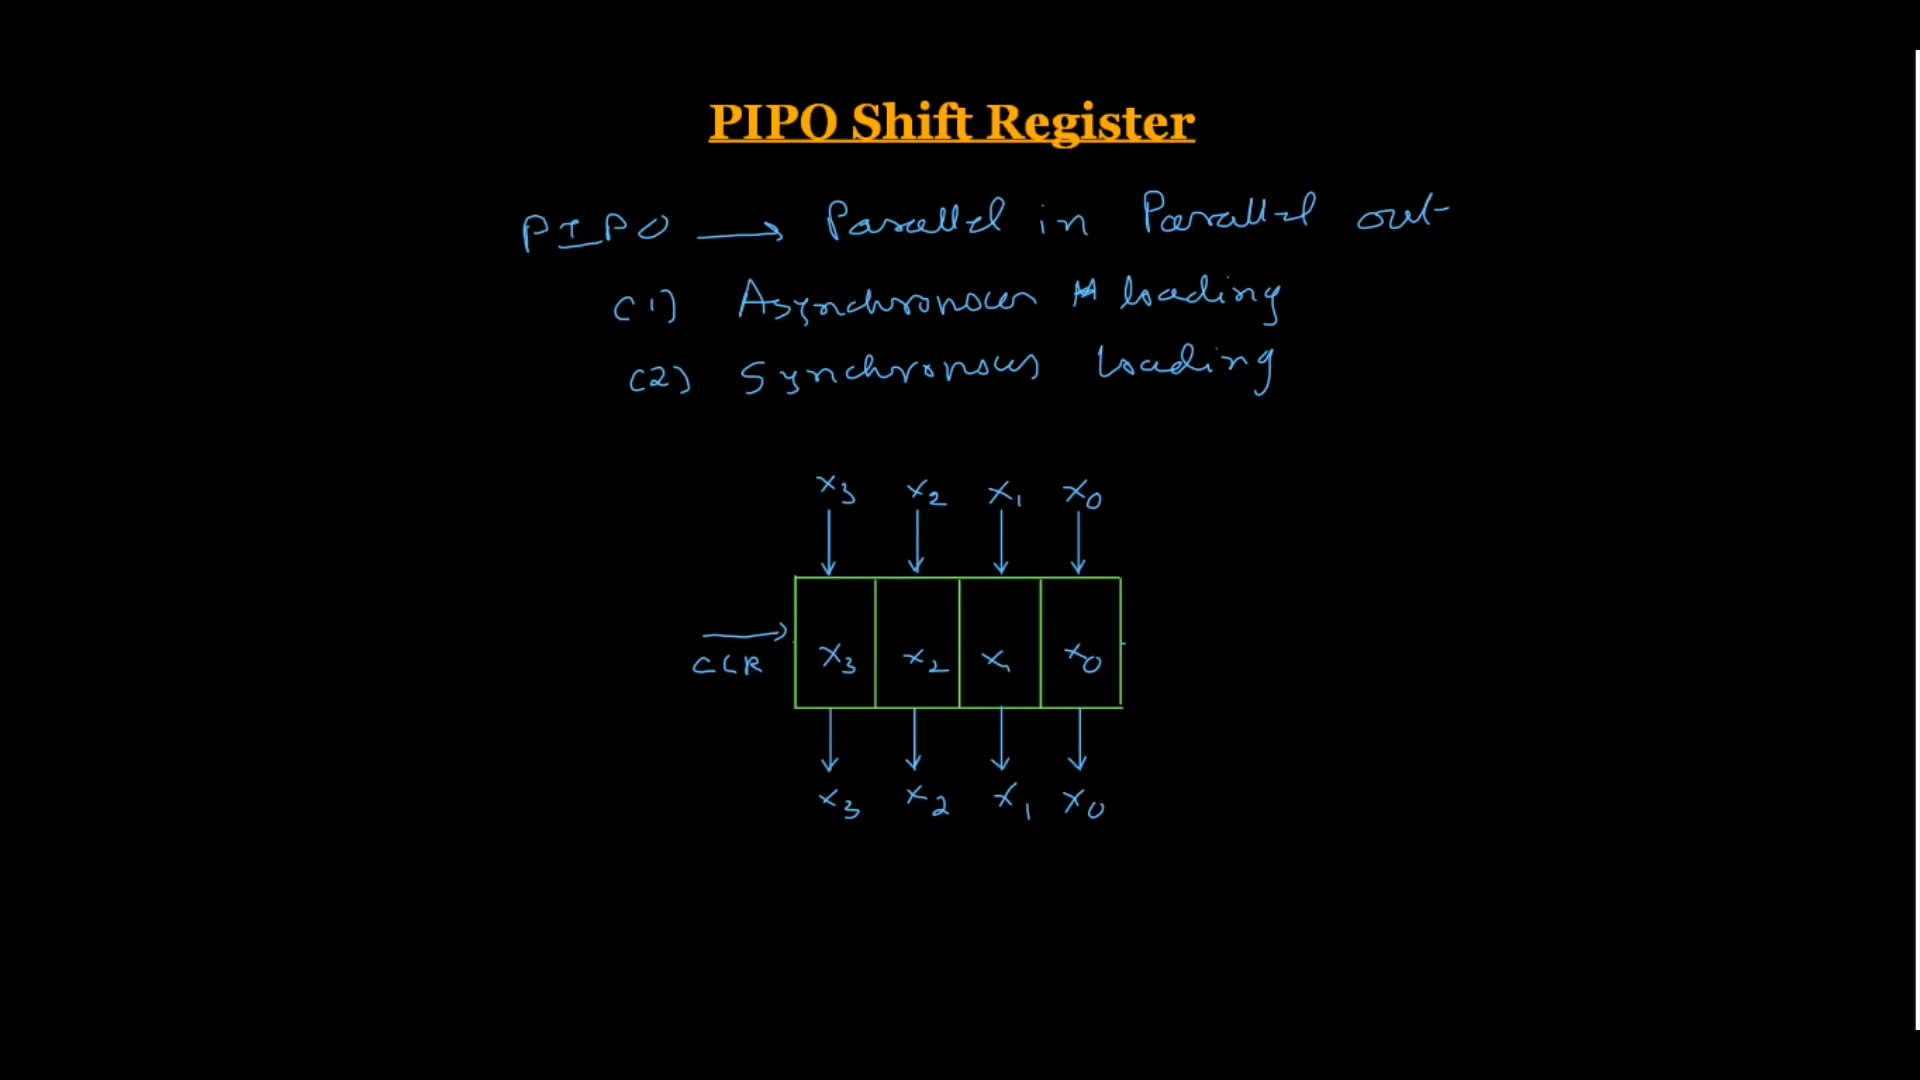 PIPO Shift Register
PIPO → Parallel in Parallel out
(1) Asynchronous loading
(2) Synchronous loading
x3 x2 x1 x0
CLR x3 x2 x1 x0
x3 x2 x1 x0